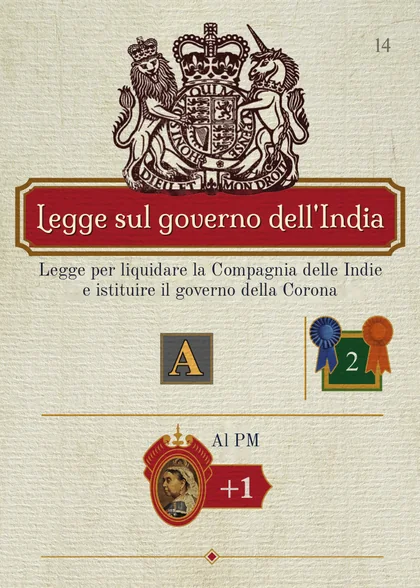 14
DIEU ET MON DROIT
Legge sul governo dell'India
Legge per liquidare la Compagnia delle Indie
e istituire il governo della Corona
A
2
Al PM
+1